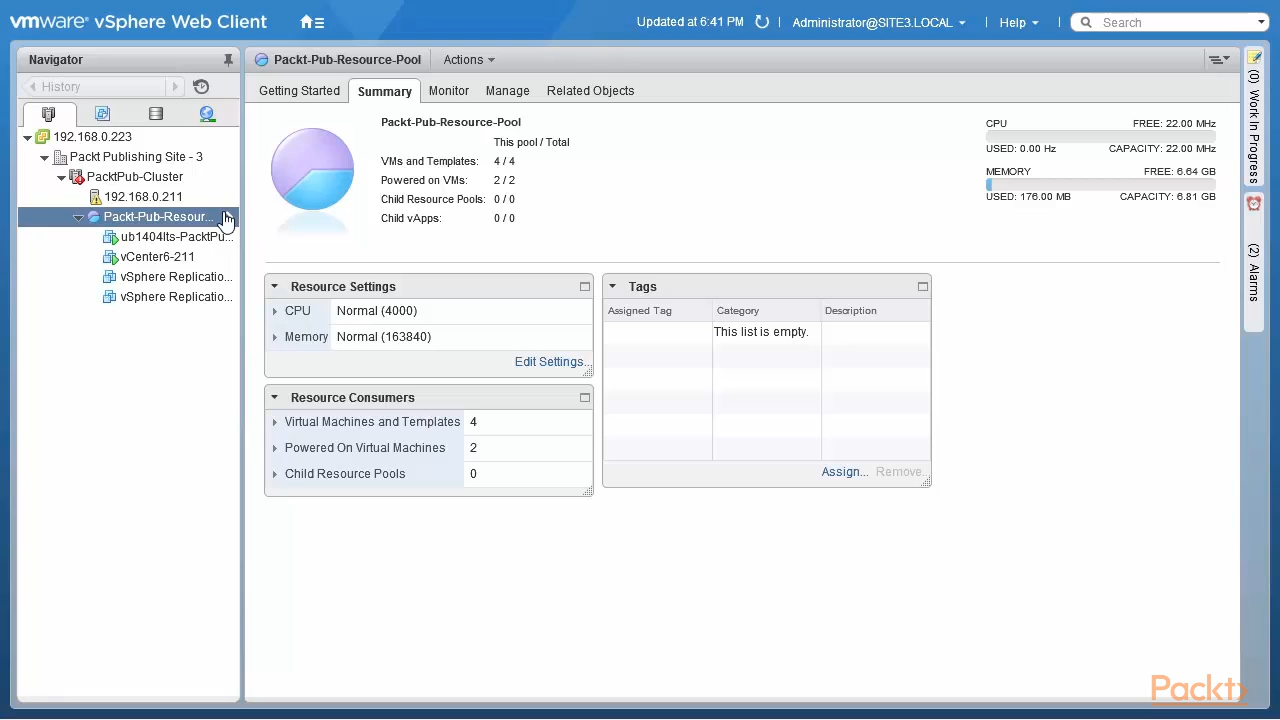 vmware® vSphere Web Client
Updated at 6:41 PM
Administrator@SITE3.LOCAL
Help
Search
Navigator
History
192.168.0.223
Packt Publishing Site - 3
PacktPub-Cluster
192.168.0.211
Packt-Pub-Resour...
ub1404lts-PacktPu...
vCenter6-211
vSphere Replicatio...
vSphere Replicatio...
Packt-Pub-Resource-Pool
Actions
Getting Started
Summary
Monitor
Manage
Related Objects
Packt-Pub-Resource-Pool
This pool / Total
VMs and Templates: 4 / 4
Powered on VMs: 2 / 2
Child Resource Pools: 0 / 0
Child vApps: 0 / 0
CPU FREE: 22.00 MHz
USED: 0.00 Hz CAPACITY: 22.00 MHz
MEMORY FREE: 6.64 GB
USED: 176.00 MB CAPACITY: 6.81 GB
Resource Settings
CPU Normal (4000)
Memory Normal (163840)
Edit Settings...
Resource Consumers
Virtual Machines and Templates 4
Powered On Virtual Machines 2
Child Resource Pools 0
Tags
Assigned Tag Category Description
This list is empty.
Assign... Remove...
(0) Work In Progress
(2) Alarms
Packt